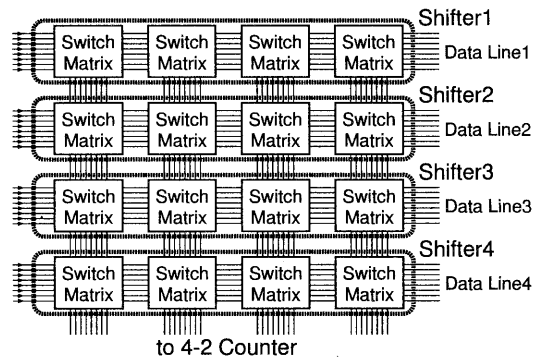 Shifter1
Switch Matrix Switch Matrix Switch Matrix Switch Matrix
Data Line1
Shifter2
Switch Matrix Switch Matrix Switch Matrix Switch Matrix
Data Line2
Shifter3
Switch Matrix Switch Matrix Switch Matrix Switch Matrix
Data Line3
Shifter4
Switch Matrix Switch Matrix Switch Matrix Switch Matrix
Data Line4
to 4-2 Counter